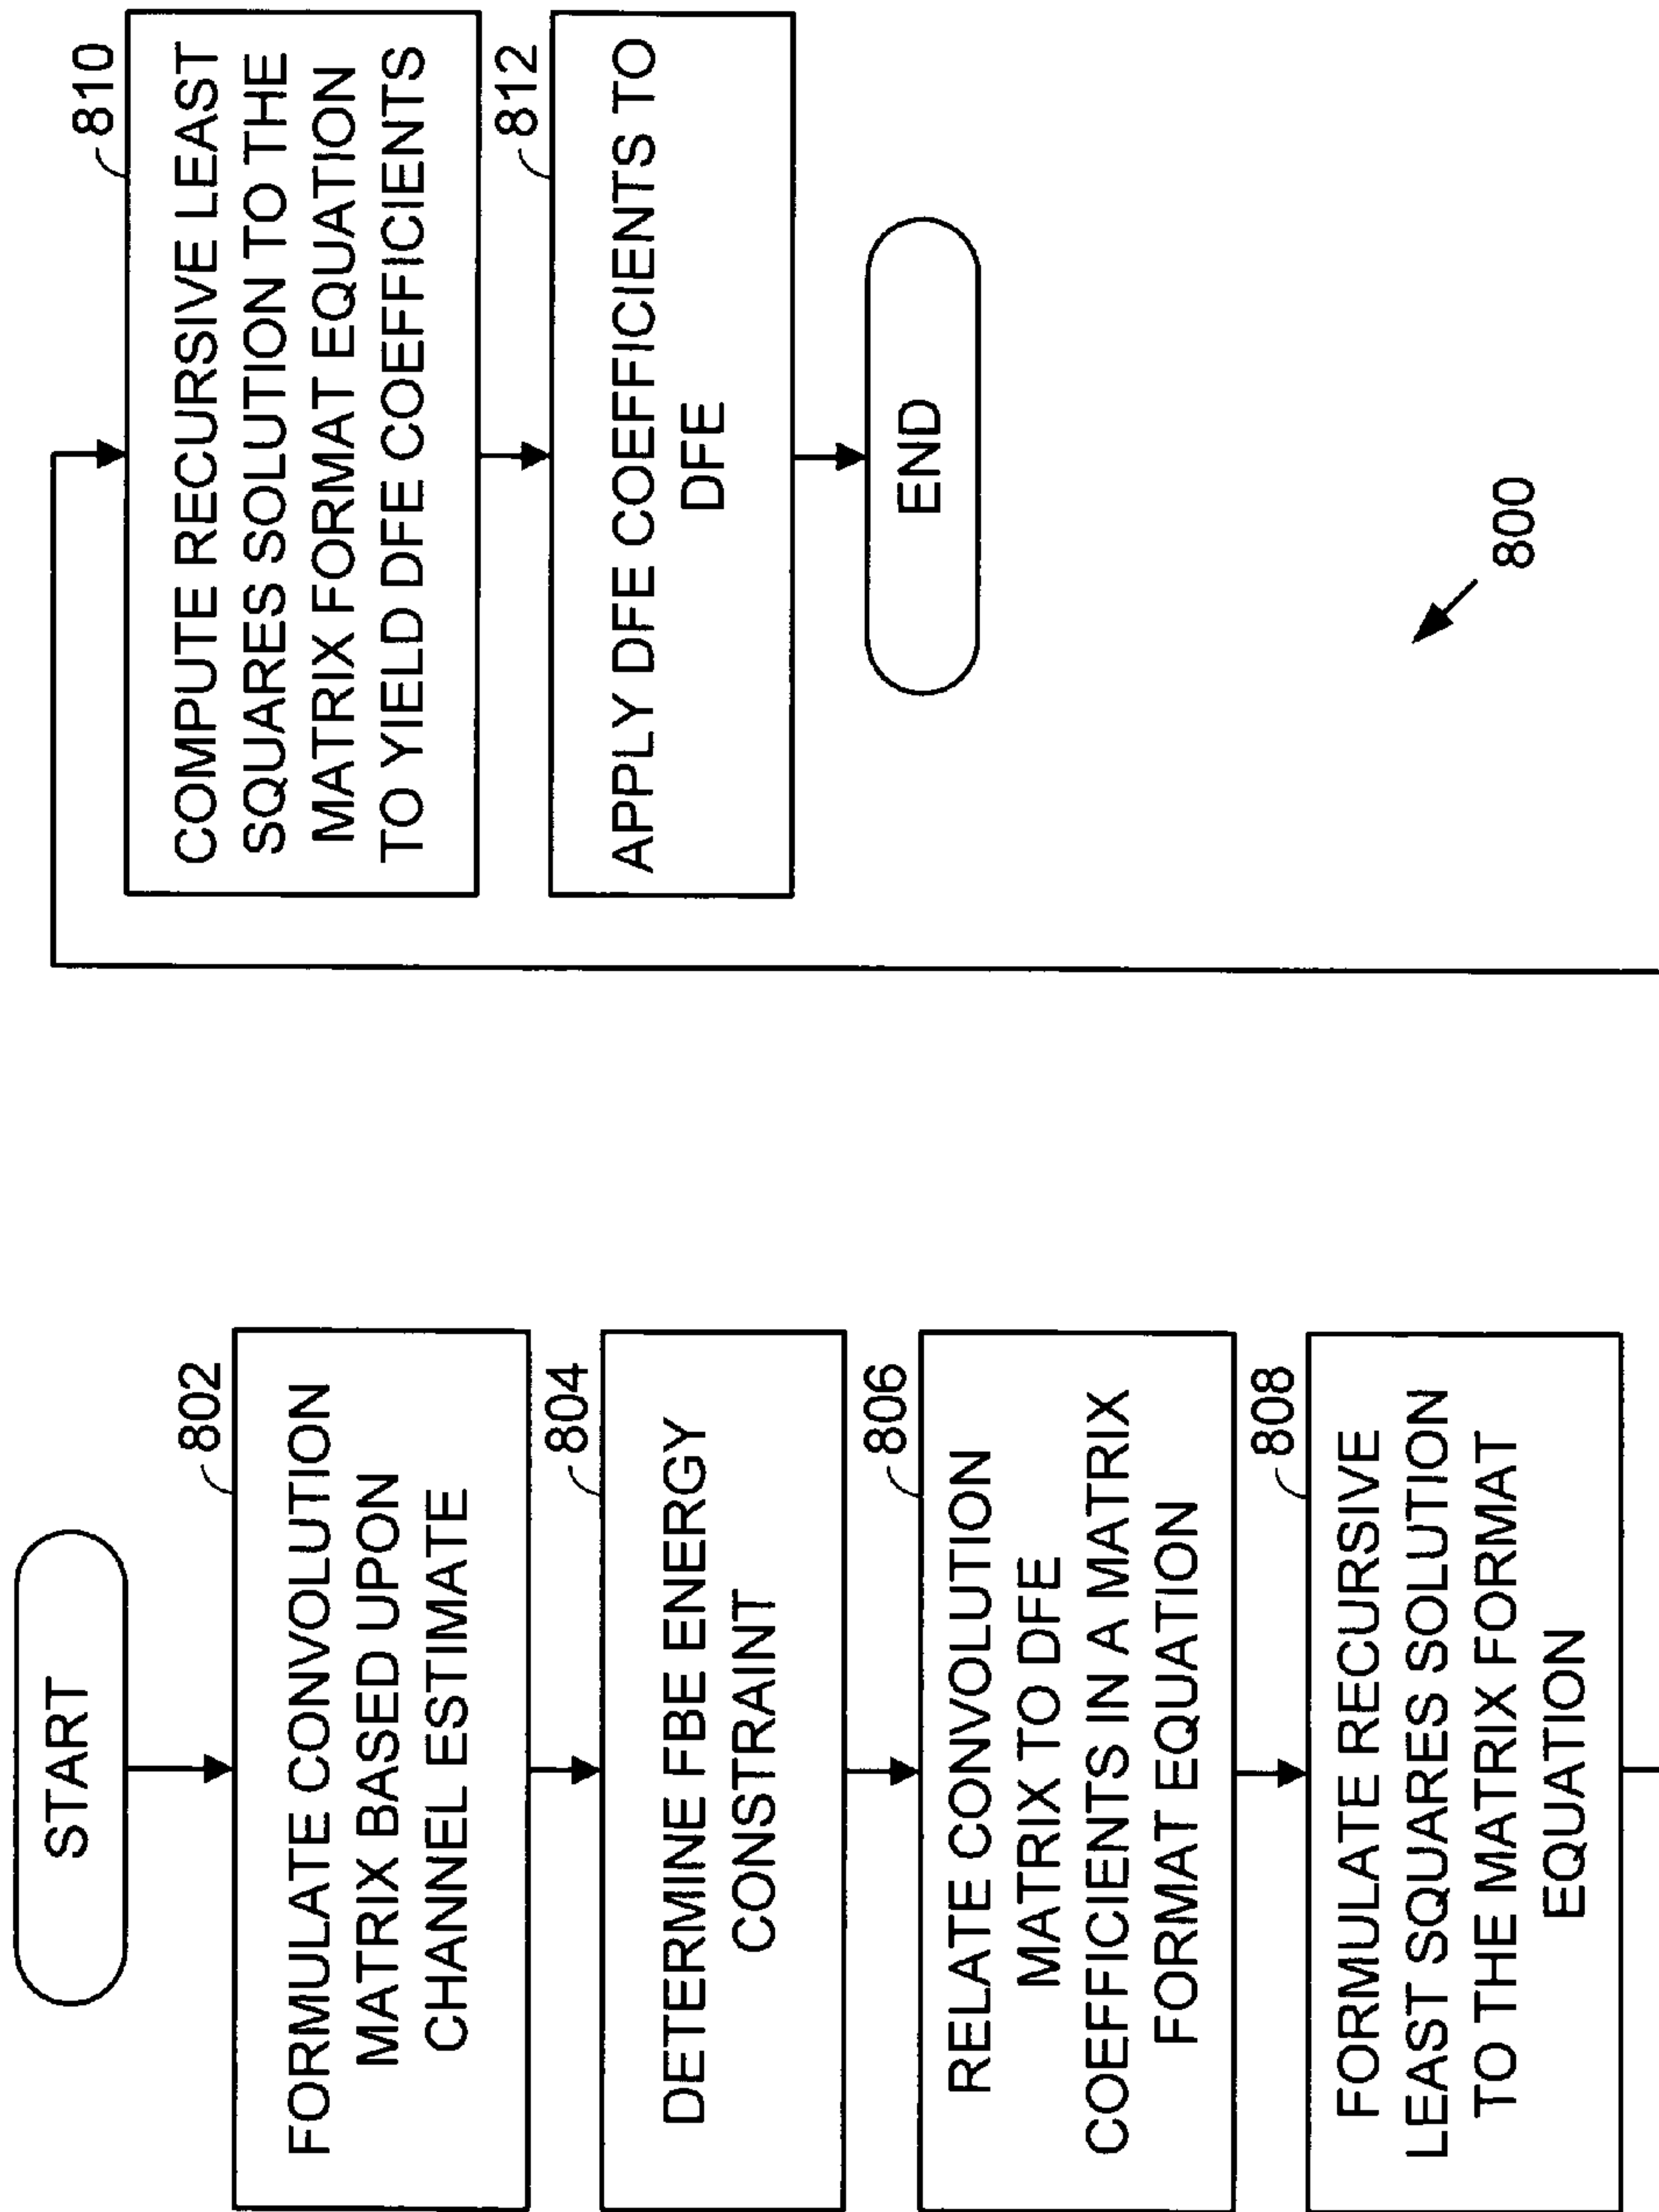 START
802
FORMULATE CONVOLUTION
MATRIX BASED UPON
CHANNEL ESTIMATE
804
DETERMINE FBE ENERGY
CONSTRAINT
806
RELATE CONVOLUTION
MATRIX TO DFE
COEFFICIENTS IN A MATRIX
FORMAT EQUATION
808
FORMULATE RECURSIVE
LEAST SQUARES SOLUTION
TO THE MATRIX FORMAT
EQUATION
810
COMPUTE RECURSIVE LEAST
SQUARES SOLUTION TO THE
MATRIX FORMAT EQUATION
TO YIELD DFE COEFFICIENTS
812
APPLY DFE COEFFICIENTS TO
DFE
END
800